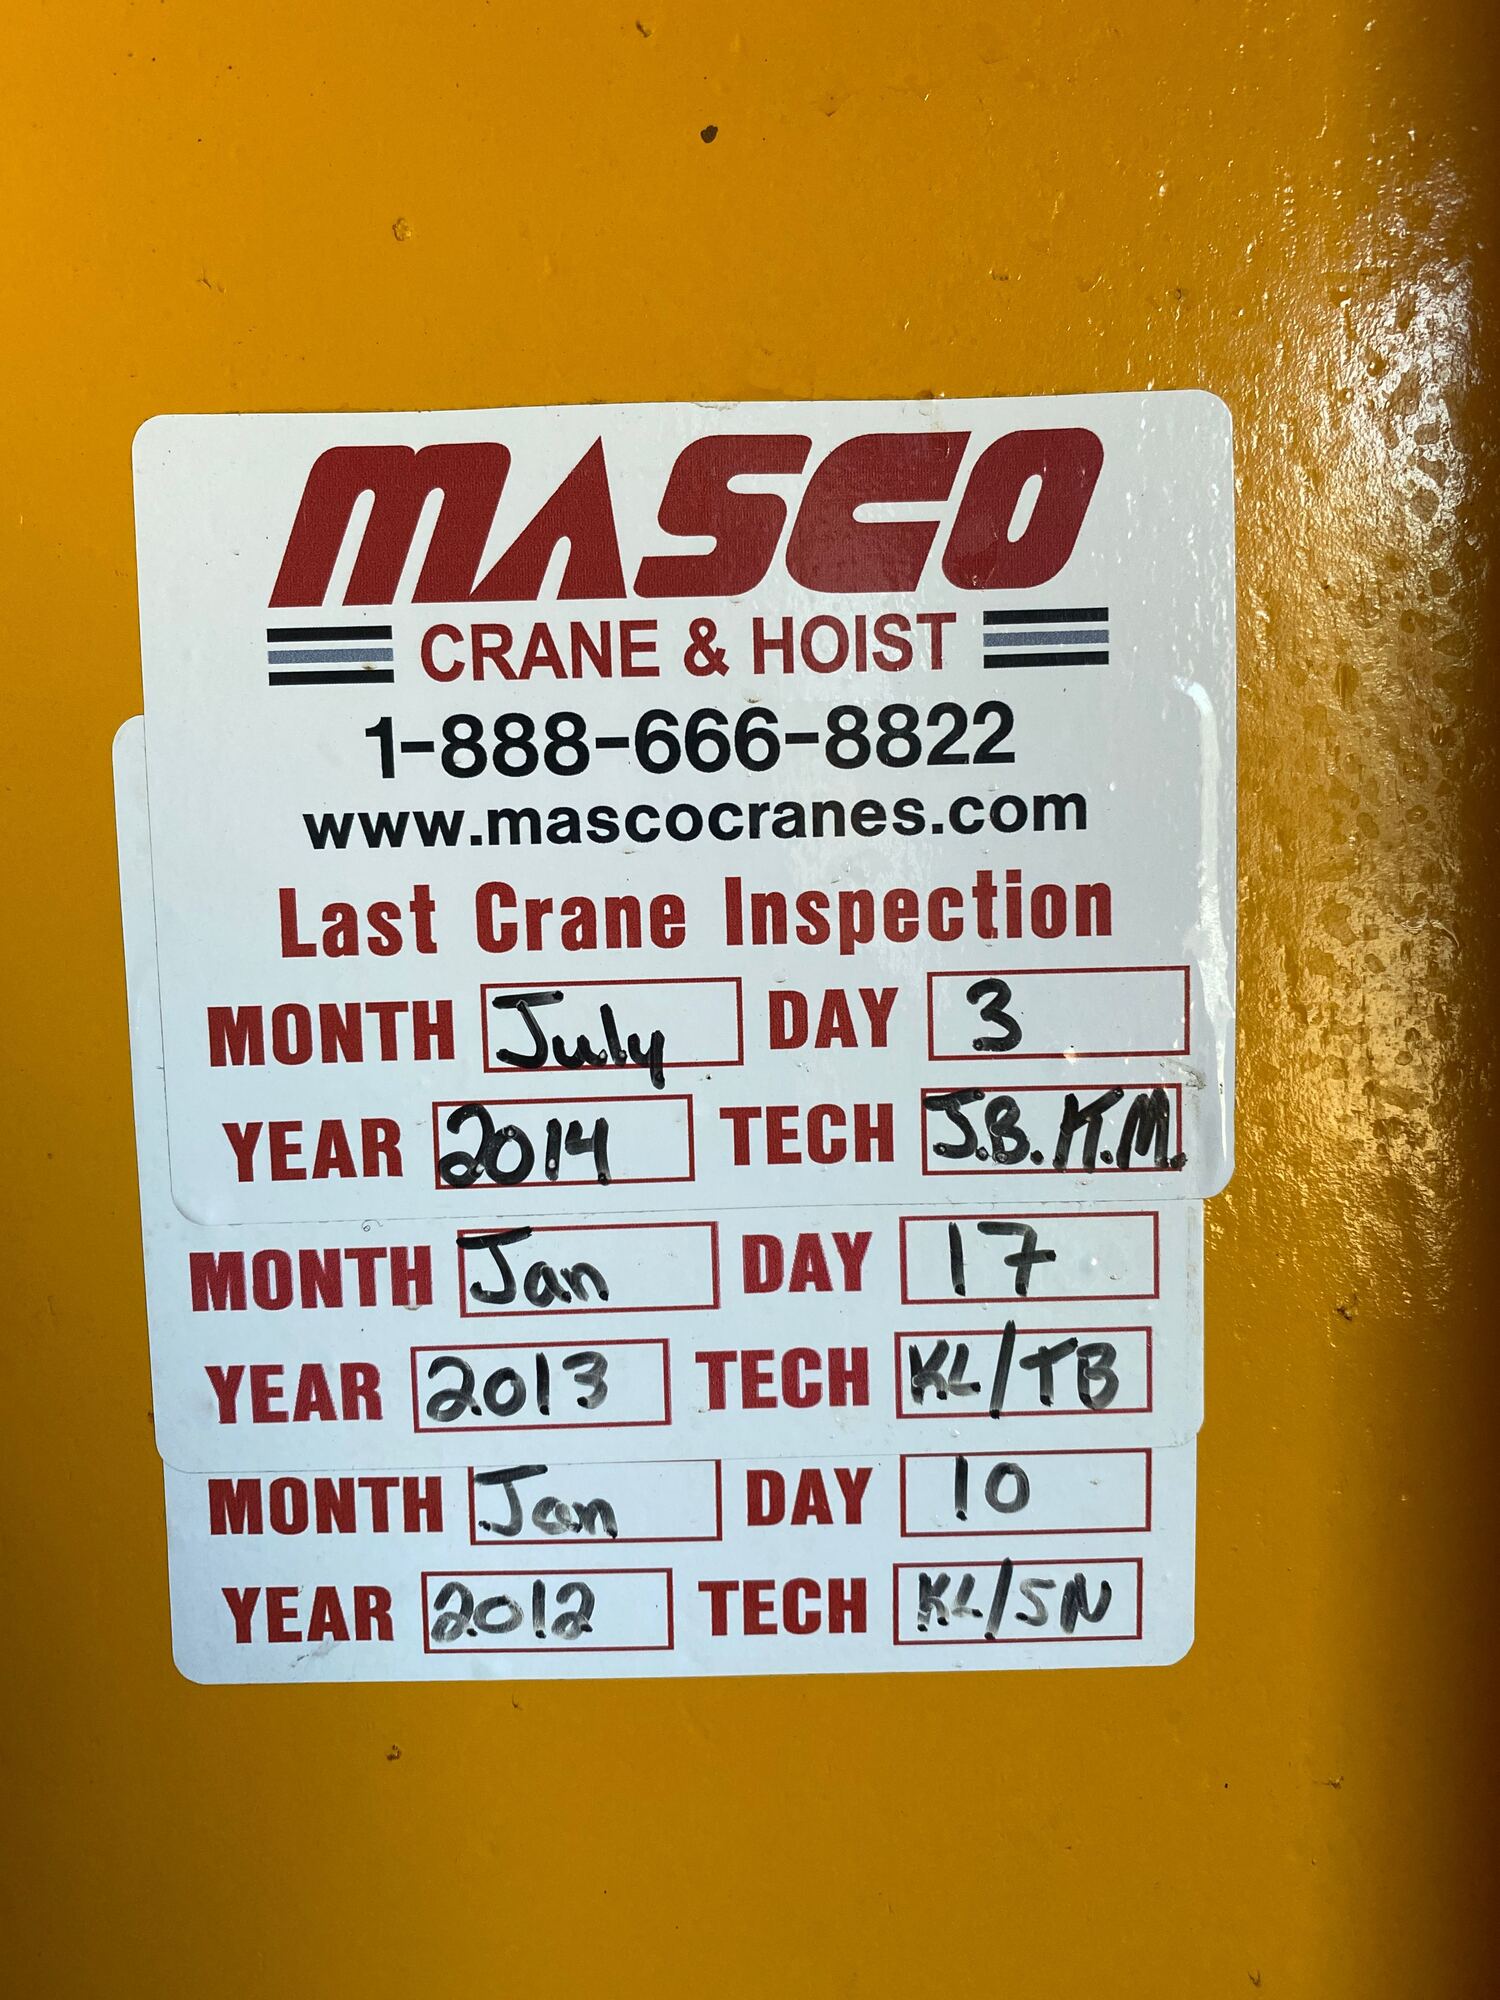 MASCO
CRANE & HOIST
1-888-666-8822
www.mascocranes.com
Last Crane Inspection
MONTH July DAY 3
YEAR 2014 TECH J.B. K.M.
MONTH Jan DAY 17
YEAR 2013 TECH KL/TB
MONTH Jan DAY 10
YEAR 2012 TECH KL/SN